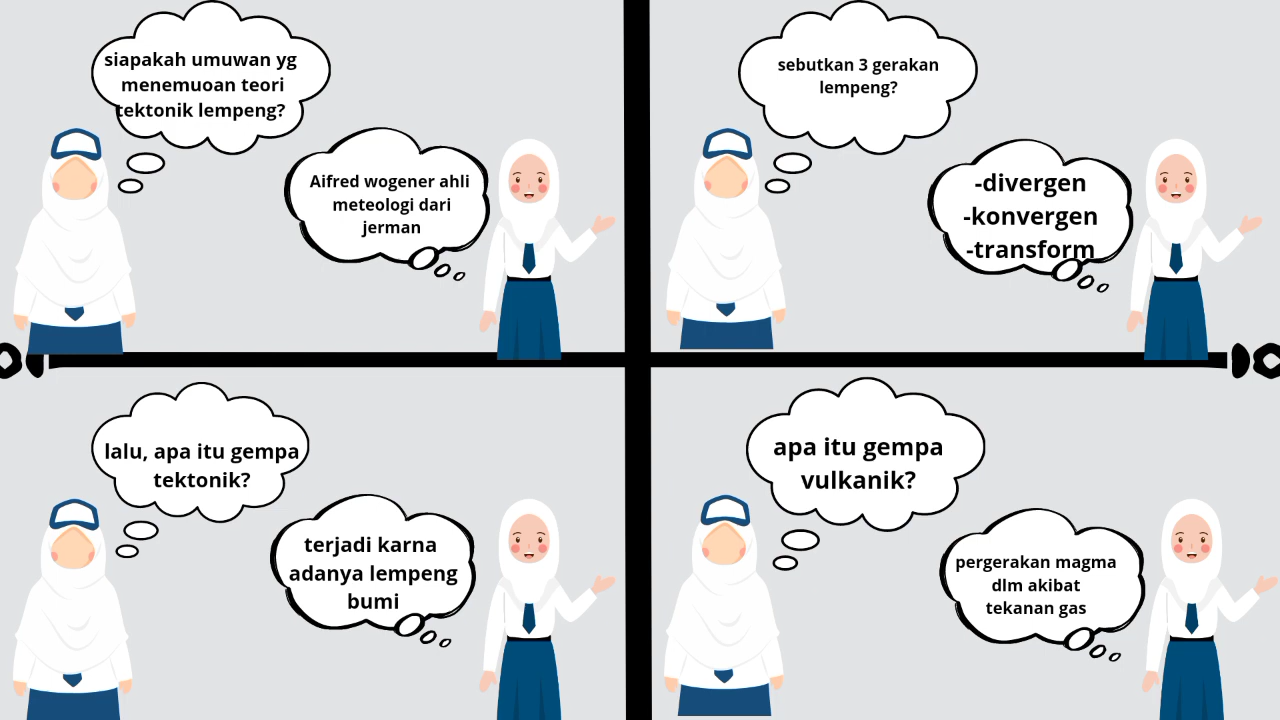 siapakah umuwan yg
menemuoan teori
tektonik lempeng?
Aifred wogener ahli
meteologi dari
jerman
sebutkan 3 gerakan
lempeng?
-divergen
-konvergen
-transform
lalu, apa itu gempa
tektonik?
terjadi karna
adanya lempeng
bumi
apa itu gempa
vulkanik?
pergerakan magma
dlm akibat
tekanan gas